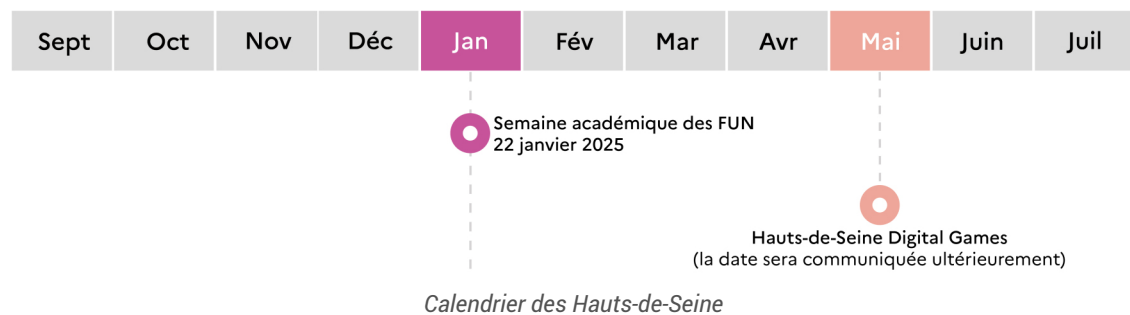 Sept Oct Nov Déc Jan Fév Mar Avr Mai Juin Juil
Semaine académique des FUN
22 janvier 2025
Hauts-de-Seine Digital Games
(la date sera communiquée ultérieurement)
Calendrier des Hauts-de-Seine